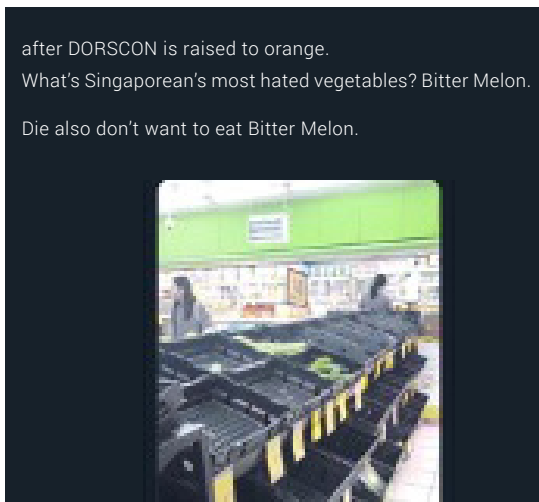 after DORSCON is raised to orange.
What's Singaporean's most hated vegetables? Bitter Melon.
Die also don't want to eat Bitter Melon.